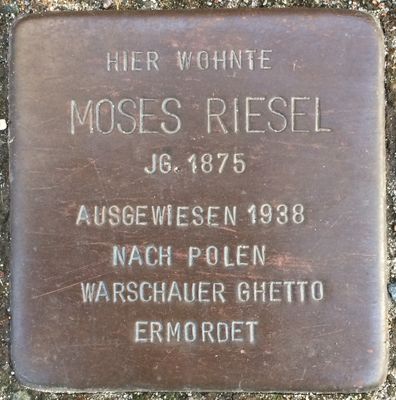 HIER WOHNTE
MOSES RIESEL
JG. 1875
AUSGEWIESEN 1938
NACH POLEN
WARSCHAUER GHETTO
ERMORDET